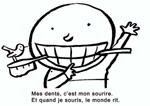 Mes dents, c'est mon sourire.
Et quand je souris, le monde rit.